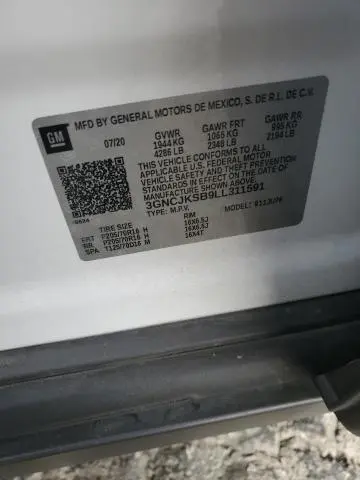 MFD BY GENERAL MOTORS DE MEXICO, S. DE R.L. DE C.V.
GM
07/20 GVWR GAWR FRT GAWR RR
1944 KG 1065 KG 995 KG
4286 LB 2348 LB 2194 LB
THIS VEHICLE CONFORMS TO ALL
APPLICABLE U.S. FEDERAL MOTOR
VEHICLE SAFETY, BUMPER, AND THEFT
PREVENTION STANDARDS IN EFFECT ON
THE DATE OF MANUFACTURE SHOWN ABOVE.
3GNCJKSB9LL311591
TYPE: M.P.V.
TIRE SIZE RIM
FRT P205/70R16 H 16X6.5J
RR P205/70R16 H 16X6.5J
SPA T125/70D16 M 16X4T